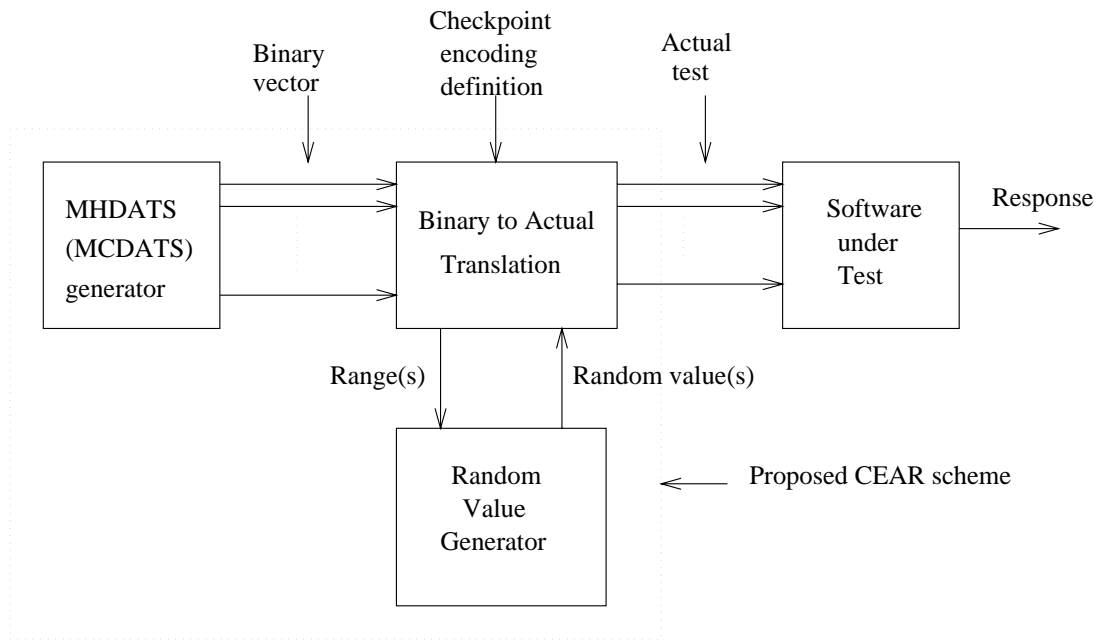 Checkpoint
encoding
definition
Binary
vector
Actual
test
MHDATS
(MCDATS)
generator
Binary to Actual
Translation
Software
under
Test
Response
Range(s)
Random value(s)
Random
Value
Generator
Proposed CEAR scheme